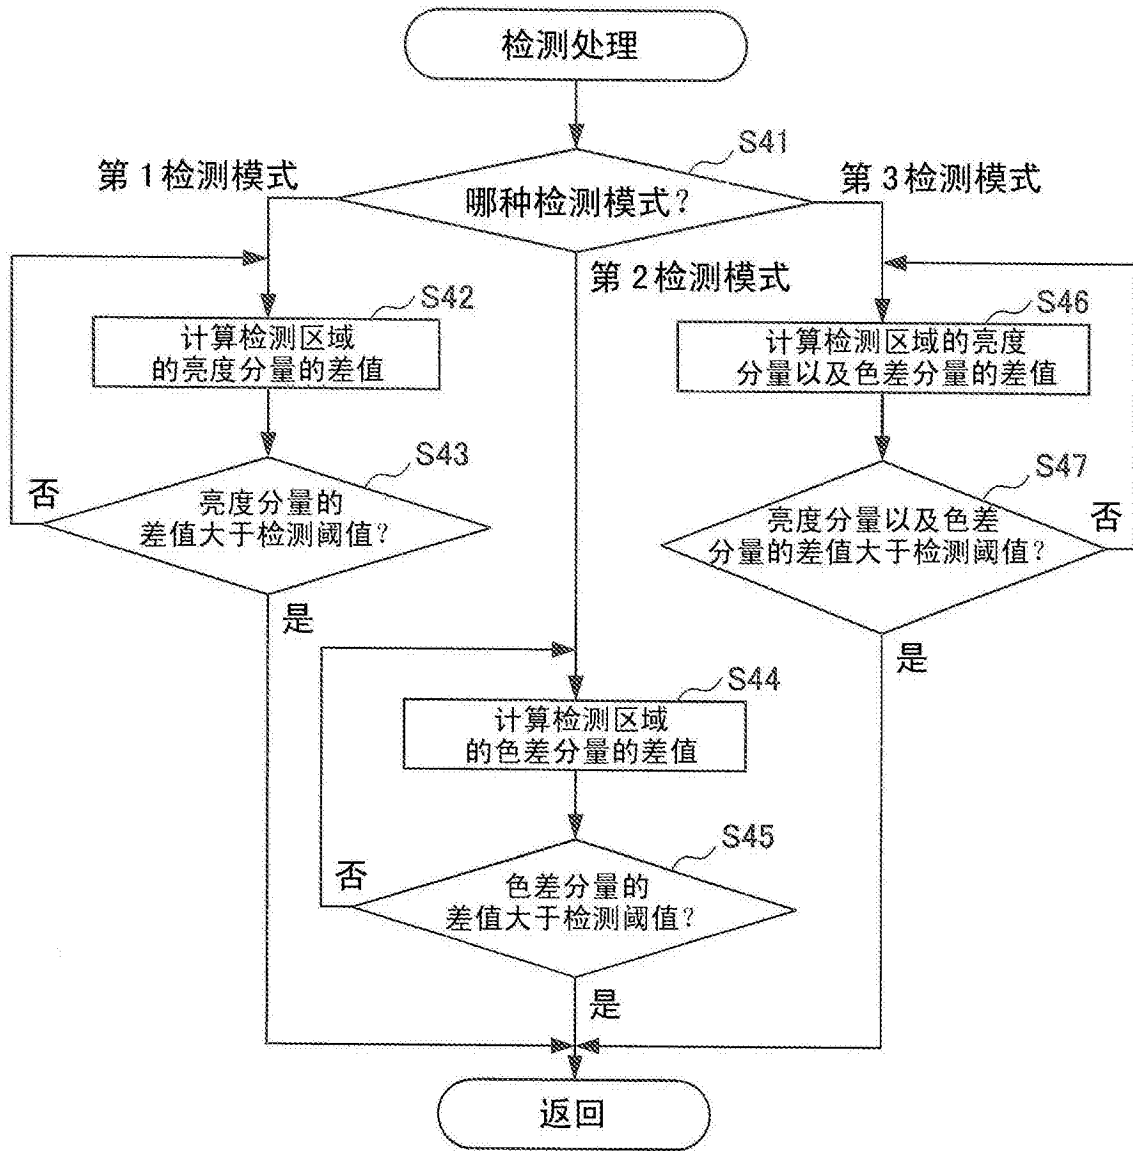 检测处理
S41
第1检测模式
哪种检测模式?
第3检测模式
第2检测模式
S42
计算检测区域
的亮度分量的差值
S46
计算检测区域的亮度
分量以及色差分量的差值
S43
否
亮度分量的
差值大于检测阈值?
是
S47
亮度分量以及色差
分量的差值大于检测阈值?
否
是
S44
计算检测区域
的色差分量的差值
S45
否
色差分量的
差值大于检测阈值?
是
返回